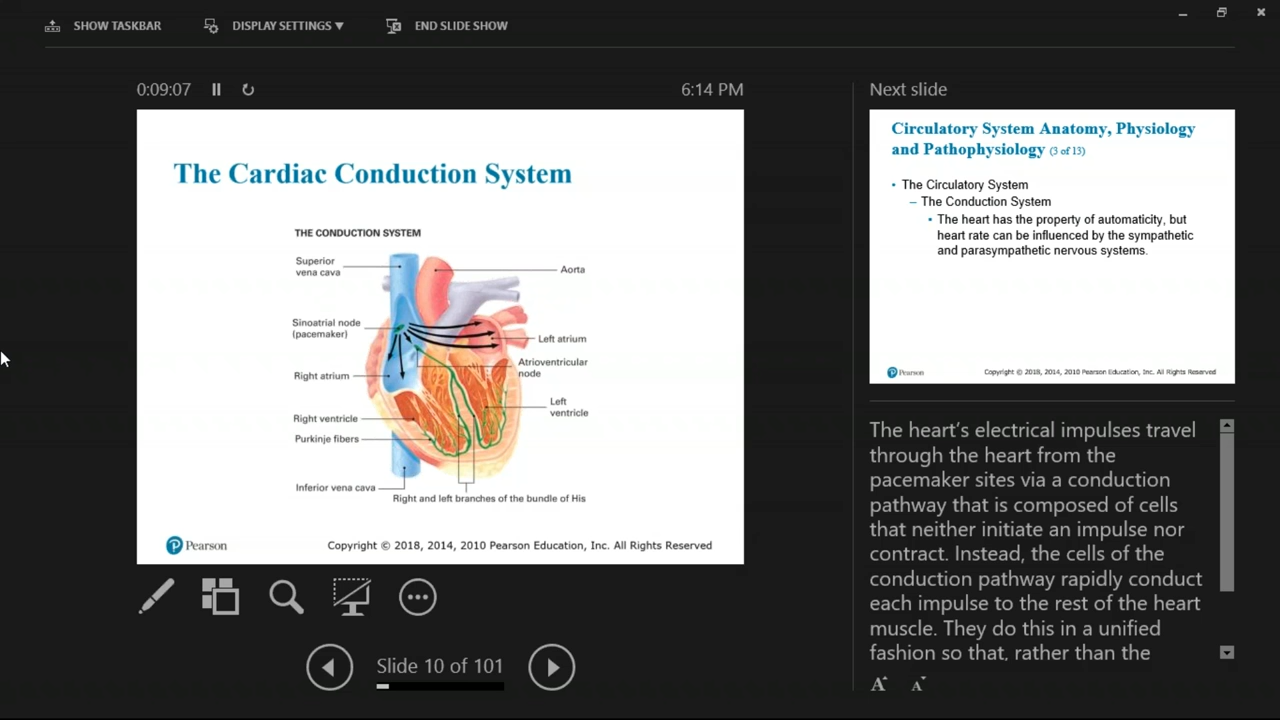 SHOW TASKBAR
DISPLAY SETTINGS ▼
END SLIDE SHOW
0:09:07
6:14 PM
The Cardiac Conduction System
THE CONDUCTION SYSTEM
Superior
vena cava
Aorta
Sinoatrial node
(pacemaker)
Left atrium
Atrioventricular
node
Right atrium
Left
ventricle
Right ventricle
Purkinje fibers
Inferior vena cava
Right and left branches of the bundle of His
P Pearson
Copyright © 2018, 2014, 2010 Pearson Education, Inc. All Rights Reserved
Slide 10 of 101
Next slide
Circulatory System Anatomy, Physiology
and Pathophysiology (3 of 13)
• The Circulatory System
– The Conduction System
• The heart has the property of automaticity, but
heart rate can be influenced by the sympathetic
and parasympathetic nervous systems.
P Pearson
Copyright © 2018, 2014, 2010 Pearson Education, Inc. All Rights Reserved
The heart's electrical impulses travel
through the heart from the
pacemaker sites via a conduction
pathway that is composed of cells
that neither initiate an impulse nor
contract. Instead, the cells of the
conduction pathway rapidly conduct
each impulse to the rest of the heart
muscle. They do this in a unified
fashion so that, rather than the
A A